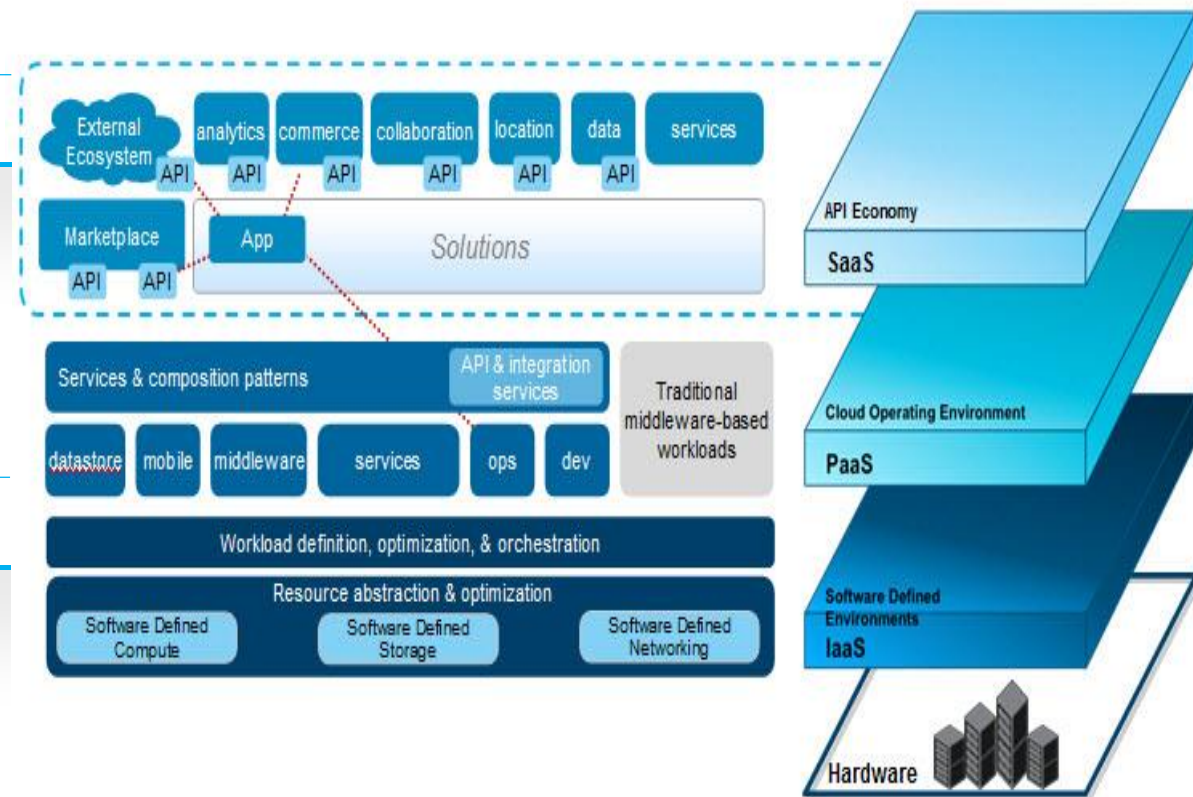 External
Ecosystem
API
analytics
API
commerce
API
collaboration
API
location
API
data
API
services
Marketplace
API
API
App
Solutions
Services & composition patterns
API & integration
services
Traditional
middleware-based
workloads
datastore
mobile
middleware
services
ops
dev
Workload definition, optimization, & orchestration
Resource abstraction & optimization
Software Defined
Compute
Software Defined
Storage
Software Defined
Networking
API Economy
SaaS
Cloud Operating Environment
PaaS
Software Defined
Environments
IaaS
Hardware